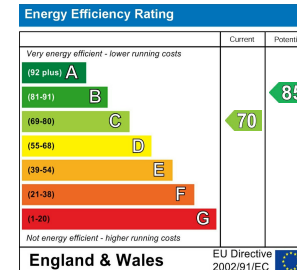 Energy Efficiency Rating
Current Potenti
Very energy efficient - lower running costs
(92 plus) A
(81-91) B
(69-80) C
(55-68) D
(39-54) E
(21-38) F
(1-20) G
70
85
Not energy efficient - higher running costs
England & Wales
EU Directive
2002/91/EC